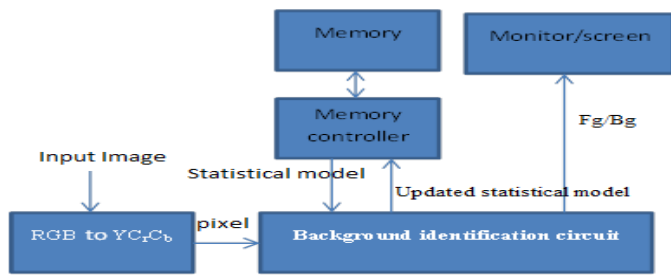 Memory
Monitor/screen
Memory
controller
Fg/Bg
Input Image
Statistical model
Updated statistical model
RGB to YCrCb
pixel
Background identification circuit